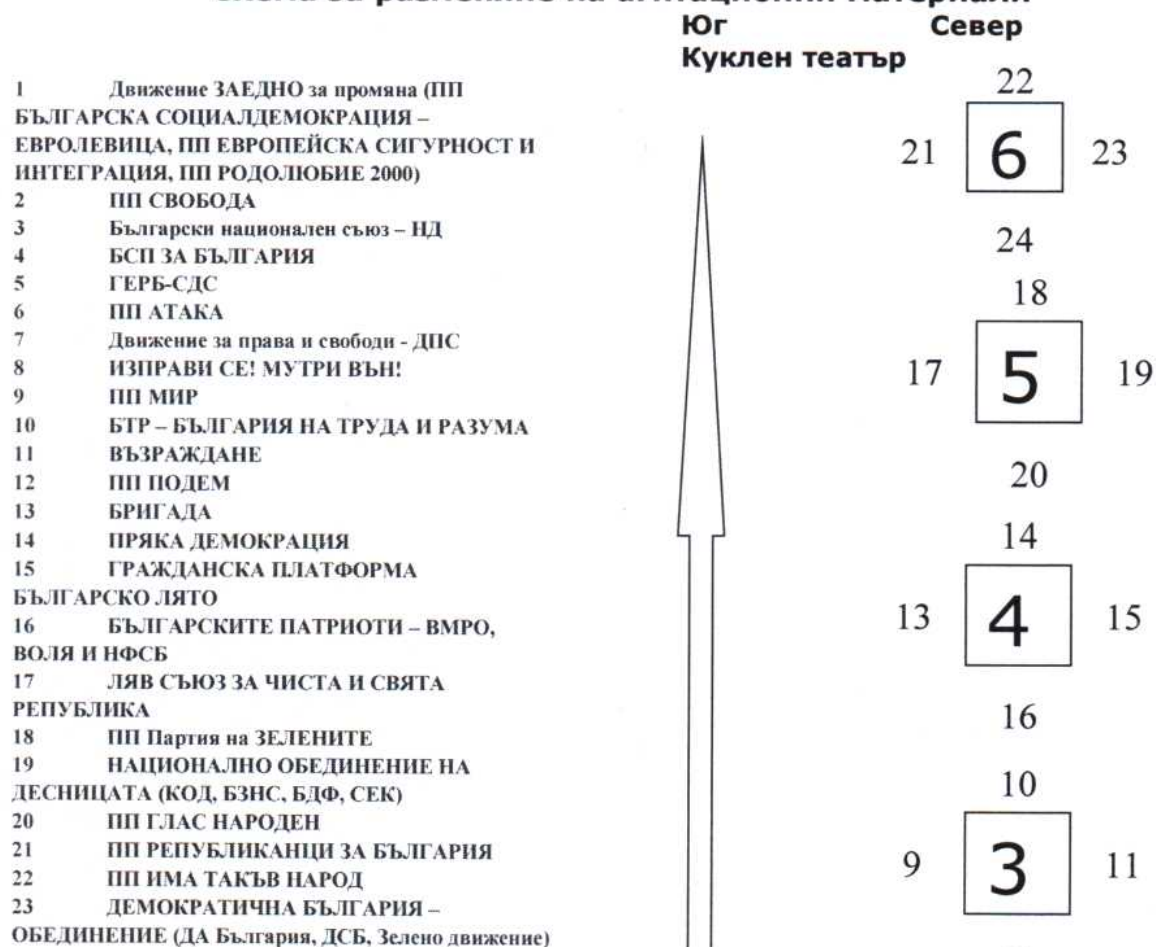 за разлепяне на агитационни материали
Юг Север
Куклен театър
1 Движение ЗАЕДНО за промяна (ПП
БЪЛГАРСКА СОЦИАЛДЕМОКРАЦИЯ –
ЕВРОЛЕВИЦА, ПП ЕВРОПЕЙСКА СИГУРНОСТ И
ИНТЕГРАЦИЯ, ПП РОДОЛЮБИЕ 2000)
2 ПП СВОБОДА
3 Български национален съюз – НД
4 БСП ЗА БЪЛГАРИЯ
5 ГЕРБ-СДС
6 ПП АТАКА
7 Движение за права и свободи - ДПС
8 ИЗПРАВИ СЕ! МУТРИ ВЪН!
9 ПП МИР
10 БТР – БЪЛГАРИЯ НА ТРУДА И РАЗУМА
11 ВЪЗРАЖДАНЕ
12 ПП ПОДЕМ
13 БРИГАДА
14 ПРЯКА ДЕМОКРАЦИЯ
15 ГРАЖДАНСКА ПЛАТФОРМА
БЪЛГАРСКО ЛЯТО
16 БЪЛГАРСКИТЕ ПАТРИОТИ – ВМРО,
ВОЛЯ И НФСБ
17 ЛЯВ СЪЮЗ ЗА ЧИСТА И СВЯТА
РЕПУБЛИКА
18 ПП Партия на ЗЕЛЕНИТЕ
19 НАЦИОНАЛНО ОБЕДИНЕНИЕ НА
ДЕСНИЦАТА (КОД, БЗНС, БДФ, СЕК)
20 ПП ГЛАС НАРОДЕН
21 ПП РЕПУБЛИКАНЦИ ЗА БЪЛГАРИЯ
22 ПП ИМА ТАКЪВ НАРОД
23 ДЕМОКРАТИЧНА БЪЛГАРИЯ –
ОБЕДИНЕНИЕ (ДА България, ДСБ, Зелено движение)
22
21 6 23
24
18
17 5 19
20
14
13 4 15
16
10
9 3 11